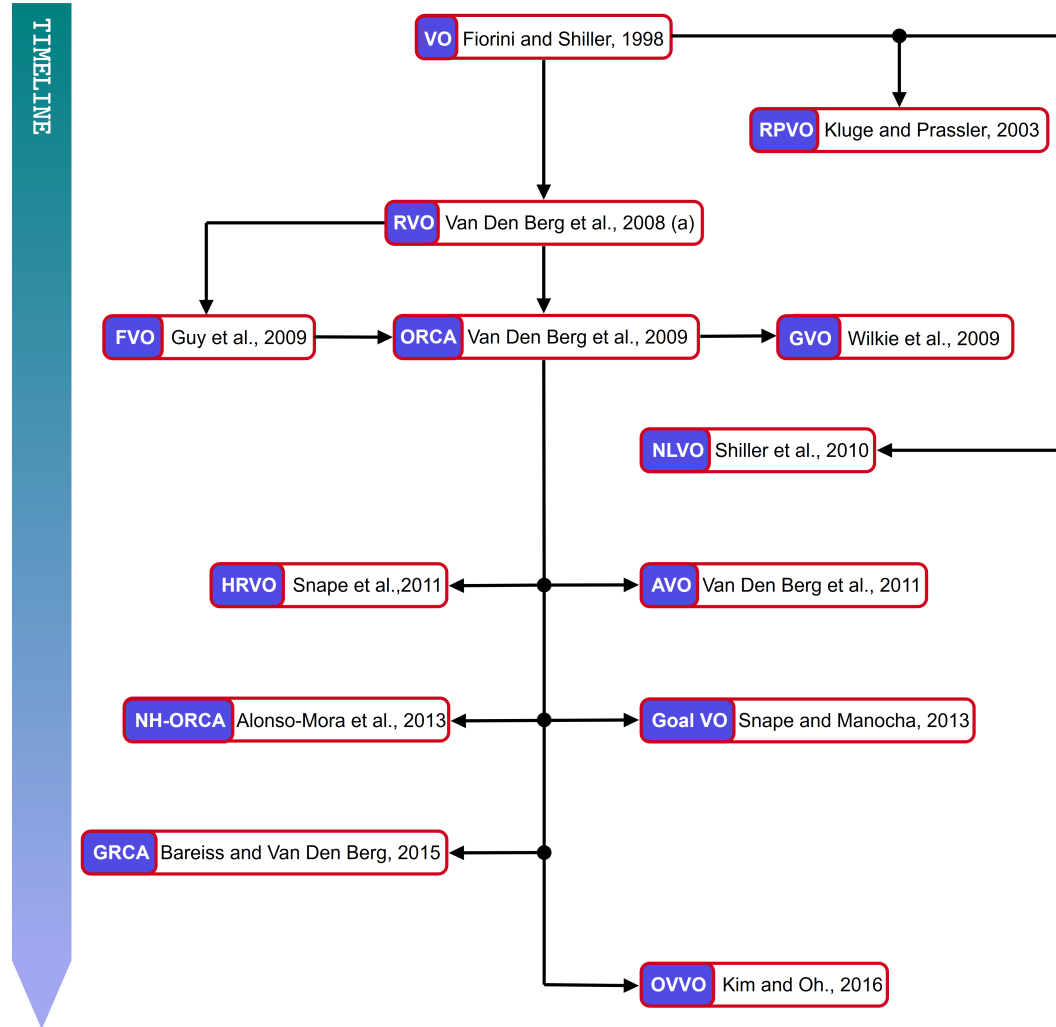 TIMELINE
VO Fiorini and Shiller, 1998
RPVO Kluge and Prassler, 2003
RVO Van Den Berg et al., 2008 (a)
FVO Guy et al., 2009
ORCA Van Den Berg et al., 2009
GVO Wilkie et al., 2009
NLVO Shiller et al., 2010
HRVO Snape et al.,2011
AVO Van Den Berg et al., 2011
NH-ORCA Alonso-Mora et al., 2013
Goal VO Snape and Manocha, 2013
GRCA Bareiss and Van Den Berg, 2015
OVVO Kim and Oh., 2016